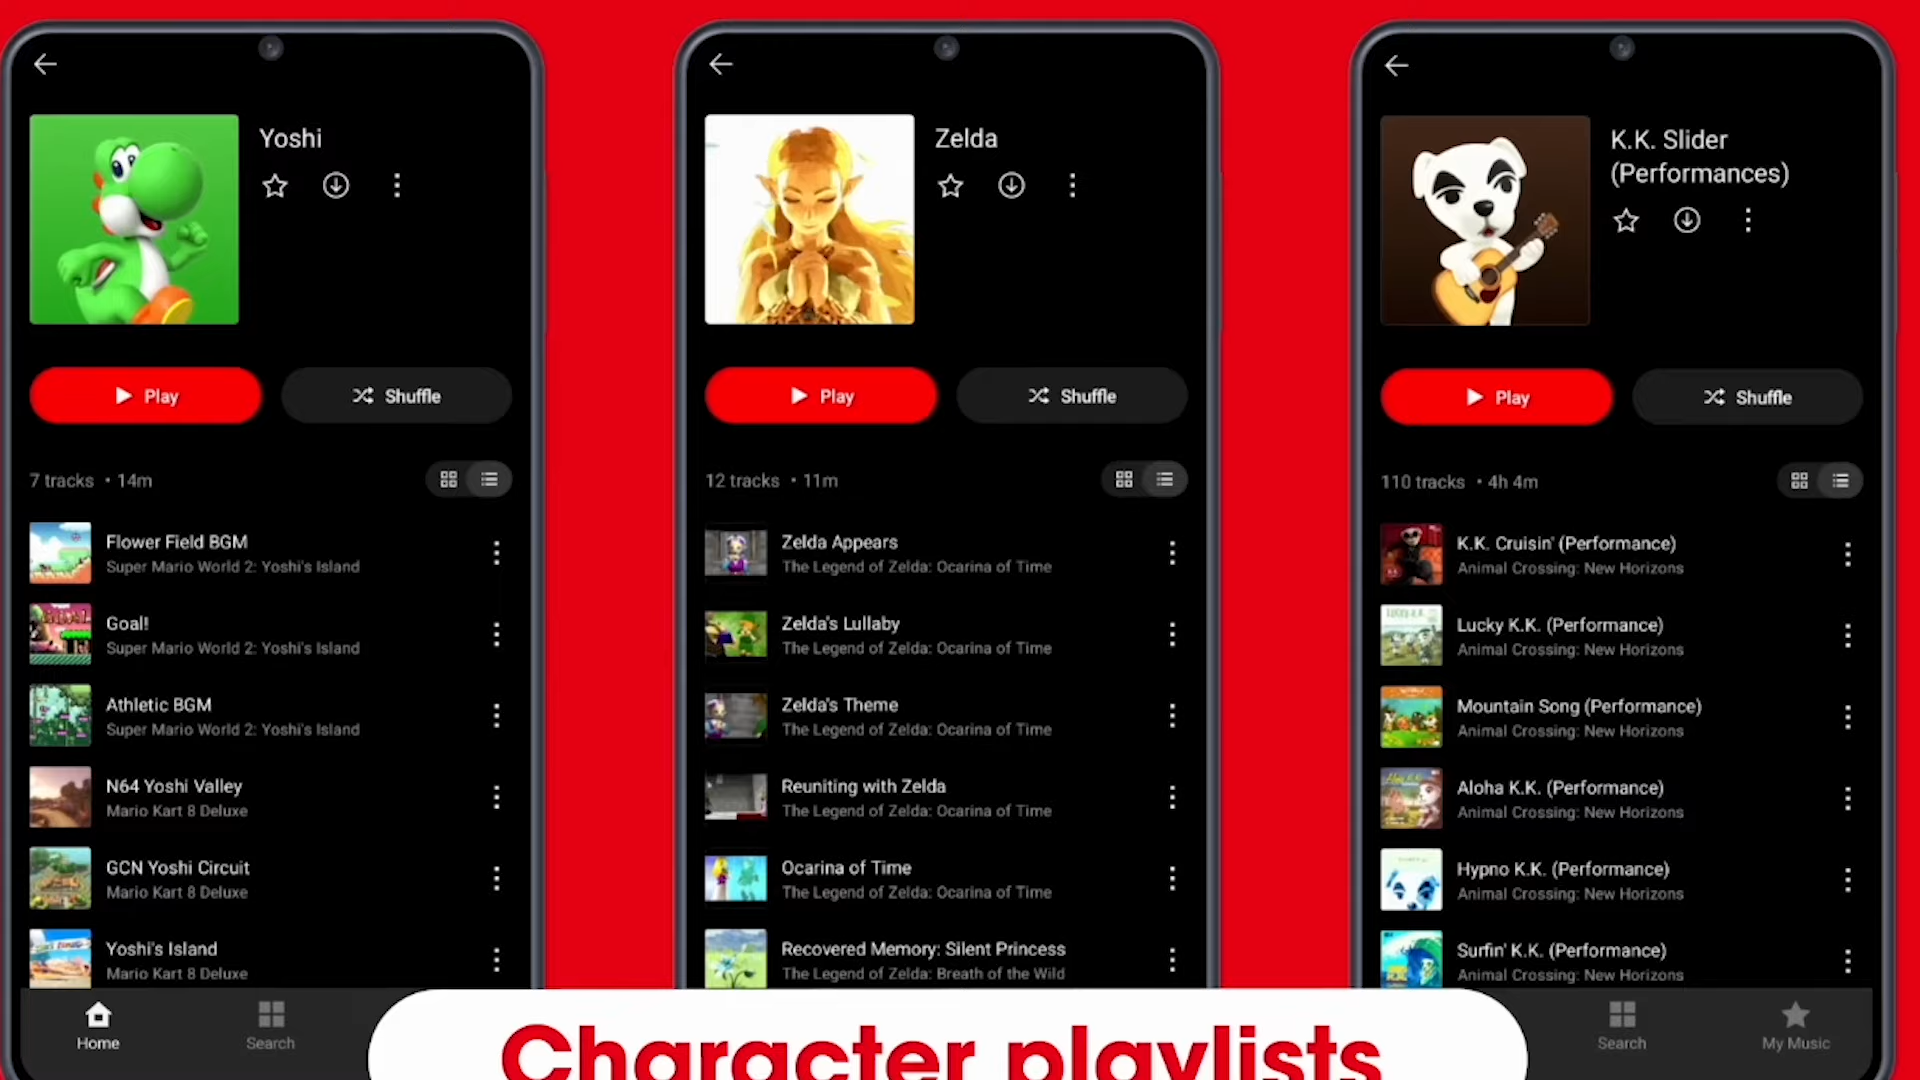 Yoshi
Play
Shuffle
7 tracks • 14m
Flower Field BGM
Super Mario World 2: Yoshi's Island
Goal!
Super Mario World 2: Yoshi's Island
Athletic BGM
Super Mario World 2: Yoshi's Island
N64 Yoshi Valley
Mario Kart 8 Deluxe
GCN Yoshi Circuit
Mario Kart 8 Deluxe
Yoshi's Island
Mario Kart 8 Deluxe
Home
Search
Zelda
Play
Shuffle
12 tracks • 11m
Zelda Appears
The Legend of Zelda: Ocarina of Time
Zelda's Lullaby
The Legend of Zelda: Ocarina of Time
Zelda's Theme
The Legend of Zelda: Ocarina of Time
Reuniting with Zelda
The Legend of Zelda: Ocarina of Time
Ocarina of Time
The Legend of Zelda: Ocarina of Time
Recovered Memory: Silent Princess
The Legend of Zelda: Breath of the Wild
K.K. Slider
(Performances)
Play
Shuffle
110 tracks • 4h 4m
K.K. Cruisin' (Performance)
Animal Crossing: New Horizons
Lucky K.K. (Performance)
Animal Crossing: New Horizons
Mountain Song (Performance)
Animal Crossing: New Horizons
Aloha K.K. (Performance)
Animal Crossing: New Horizons
Hypno K.K. (Performance)
Animal Crossing: New Horizons
Surfin' K.K. (Performance)
Animal Crossing: New Horizons
Search
My Music
Character playlists